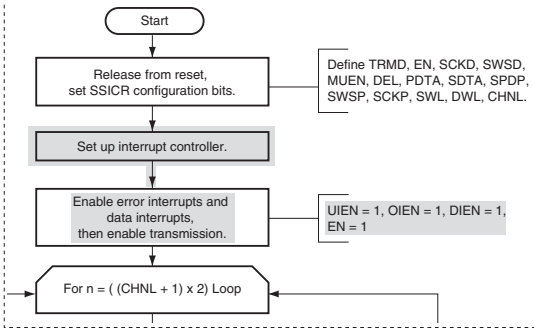 Start
Release from reset,
set SSICR configuration bits.
Define TRMD, EN, SCKD, SWSD,
MUEN, DEL, PDTA, SDTA, SPDP,
SWSP, SCKP, SWL, DWL, CHNL.
Set up interrupt controller.
Enable error interrupts and
data interrupts,
then enable transmission.
UIEN = 1, OIEN = 1, DIEN = 1,
EN = 1
For n = ( (CHNL + 1) x 2) Loop